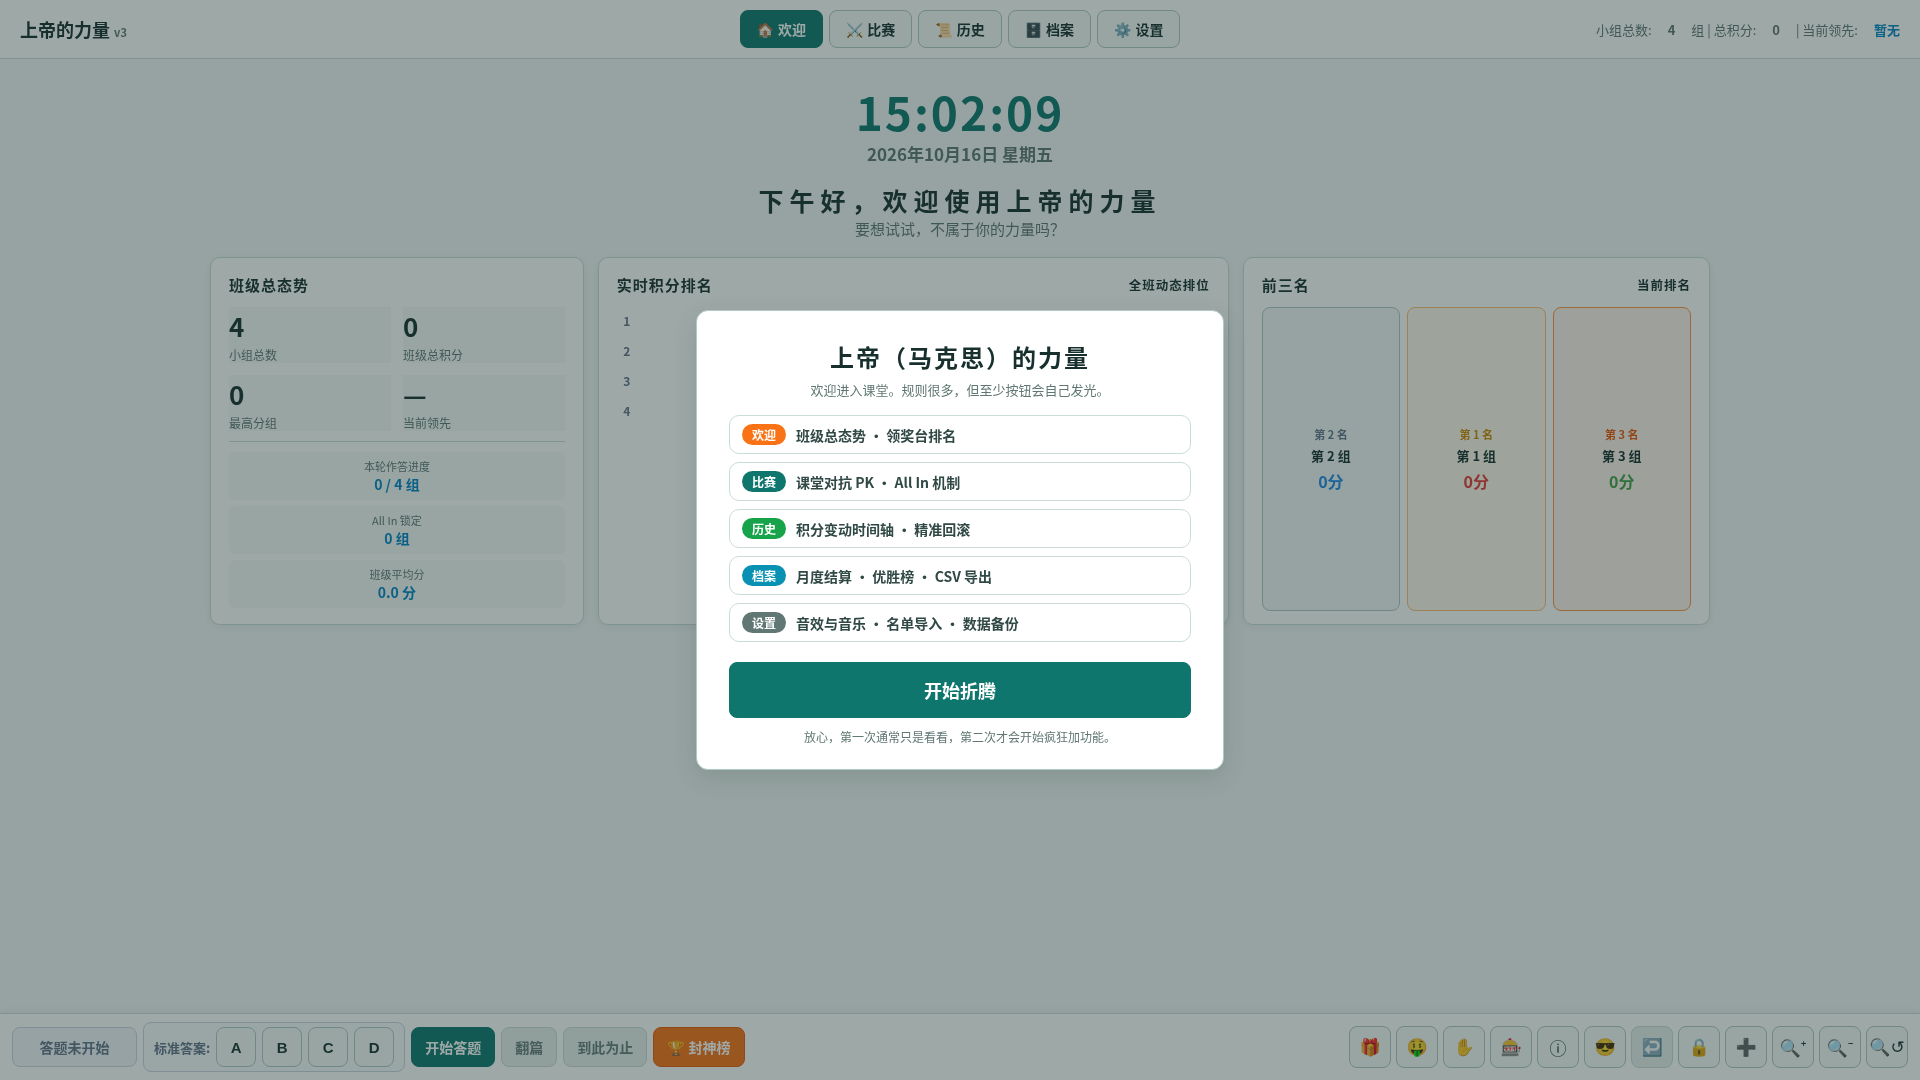 上帝的力量 v3
🏠 欢迎
⚔️ 比赛
📜 历史
🗄️ 档案
⚙️ 设置
小组总数: 4 组 | 总积分: 0 | 当前领先: 暂无
15:02:09
2026年10月16日 星期五
下午好，欢迎使用上帝的力量
要想试试，不属于你的力量吗？
班级总态势
4
小组总数
0
班级总积分
0
最高分组
—
当前领先
本轮作答进度
0 / 4 组
All In 锁定
0 组
班级平均分
0.0 分
实时积分排名
全班动态排位
1
2
3
4
前三名
当前排名
第 2 名
第 2 组
0分
第 1 名
第 1 组
0分
第 3 名
第 3 组
0分
上帝（马克思）的力量
欢迎进入课堂。规则很多，但至少按钮会自己发光。
欢迎 班级总态势 · 领奖台排名
比赛 课堂对抗 PK · All In 机制
历史 积分变动时间轴 · 精准回滚
档案 月度结算 · 优胜榜 · CSV 导出
设置 音效与音乐 · 名单导入 · 数据备份
开始折腾
放心，第一次通常只是看看，第二次才会开始疯狂加功能。
答题未开始
标准答案: A B C D
开始答题
翻篇
到此为止
🏆 封神榜